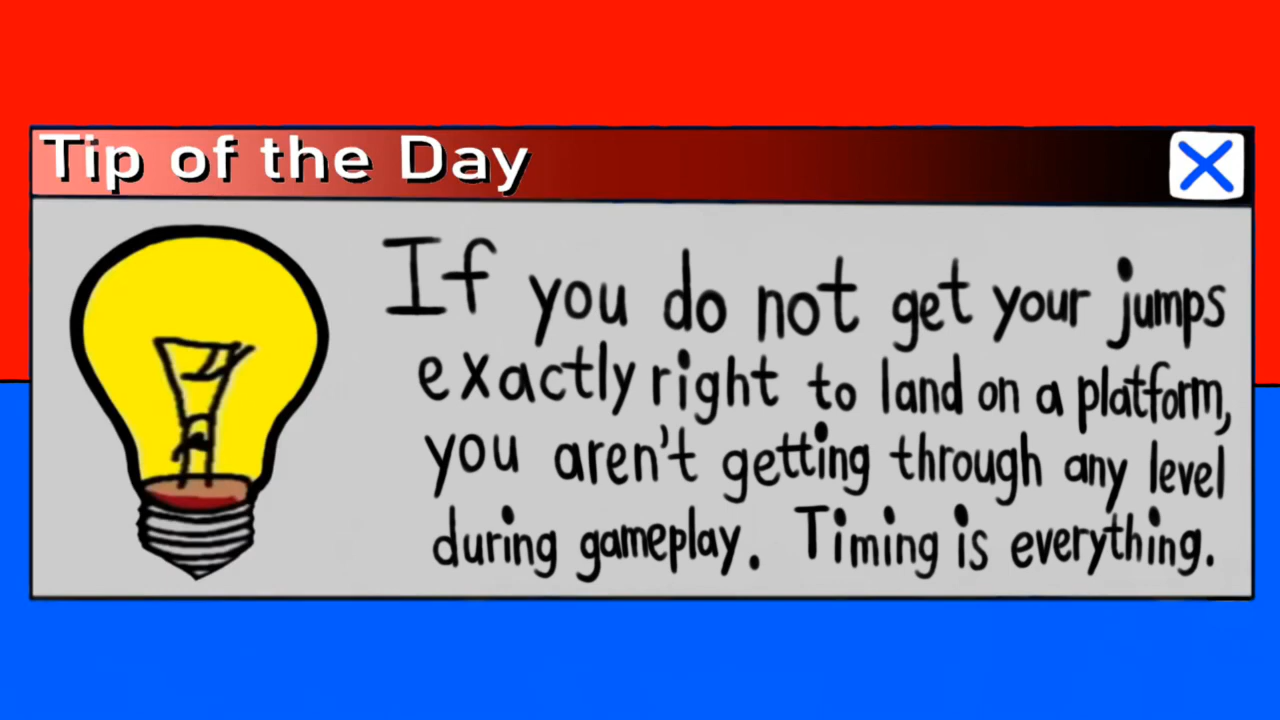 Tip of the Day
If you do not get your jumps
exactly right to land on a platform,
you aren't getting through any level
during gameplay. Timing is everything.